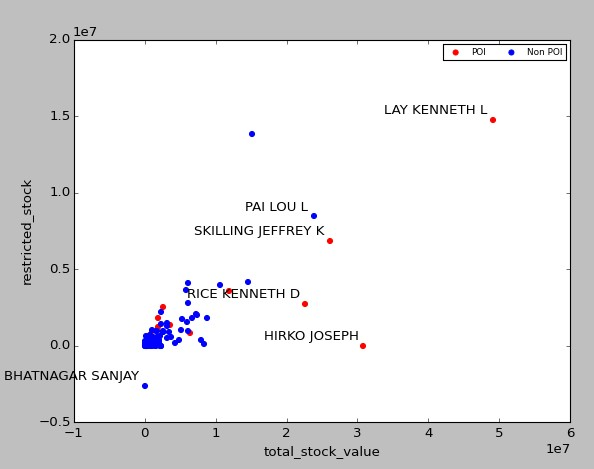 1e7
2.0
POI Non POI
LAY KENNETH L
1.5
PAI LOU L
1.0
SKILLING JEFFREY K
restricted_stock
0.5
RICE KENNETH D
HIRKO JOSEPH
0.0
BHATNAGAR SANJAY
−0.5
−1 0 1 2 3 4 5 6
total_stock_value
1e7